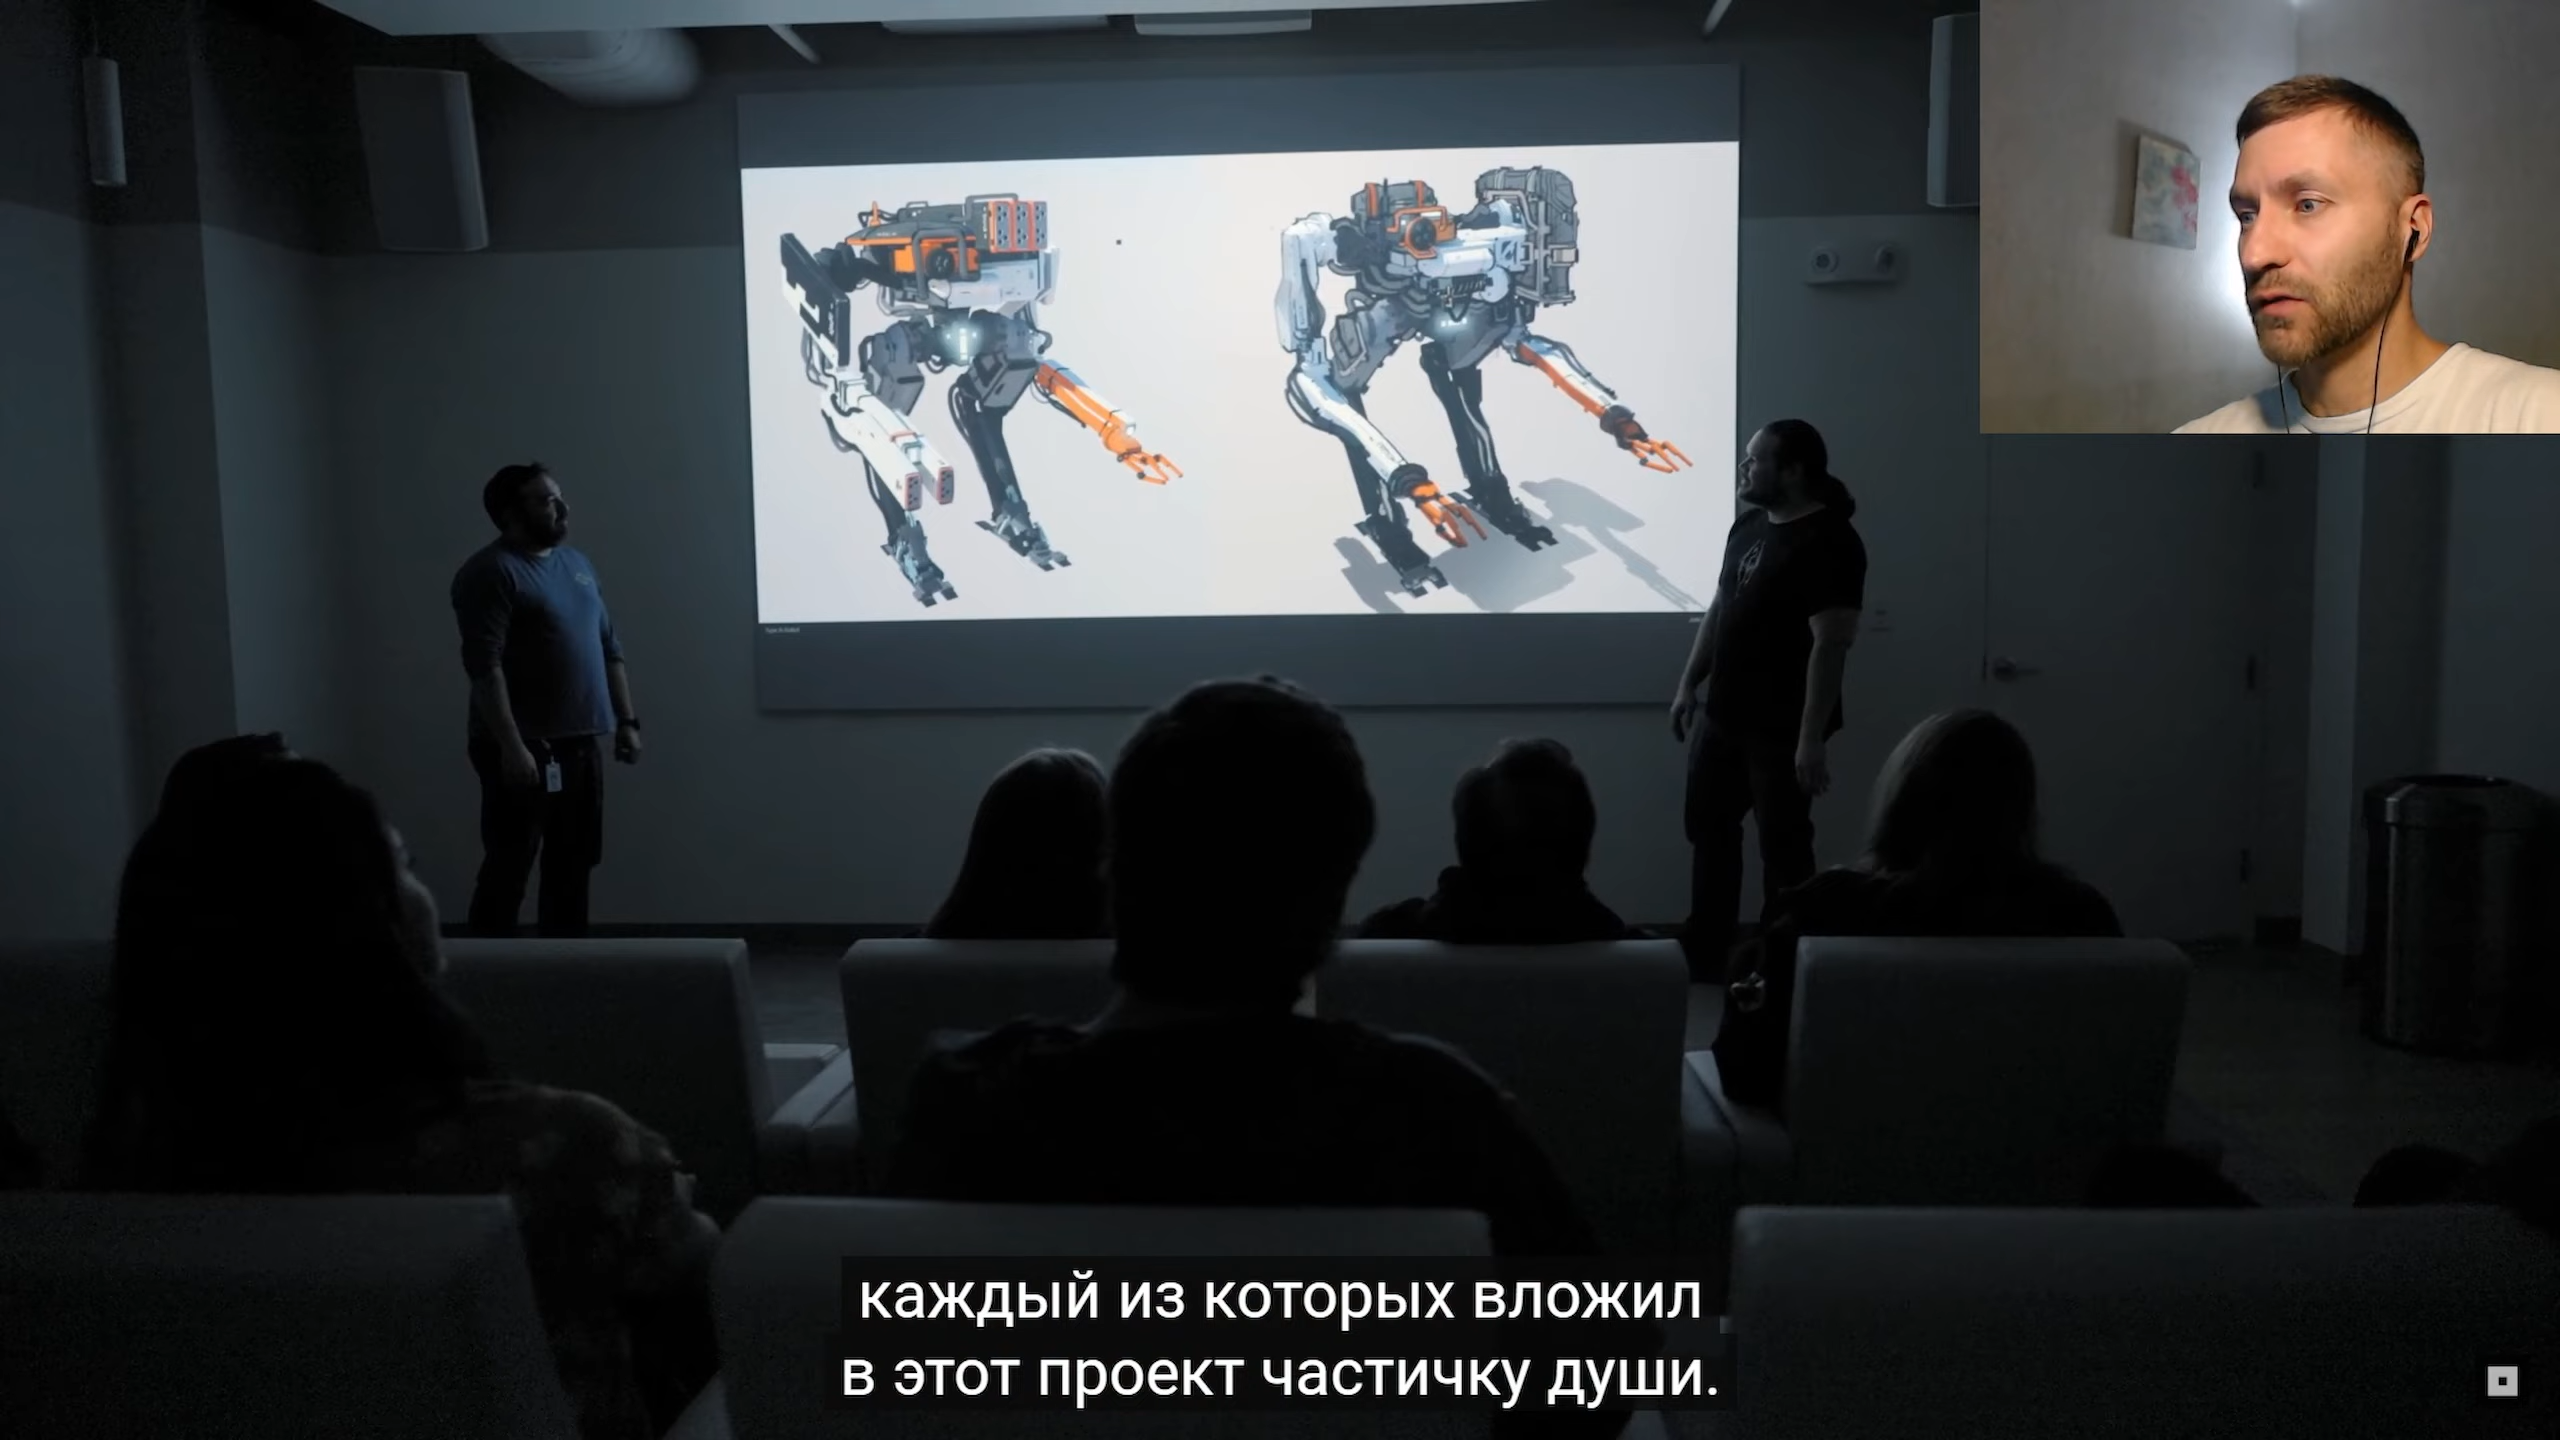 каждый из которых вложил
в этот проект частичку души.